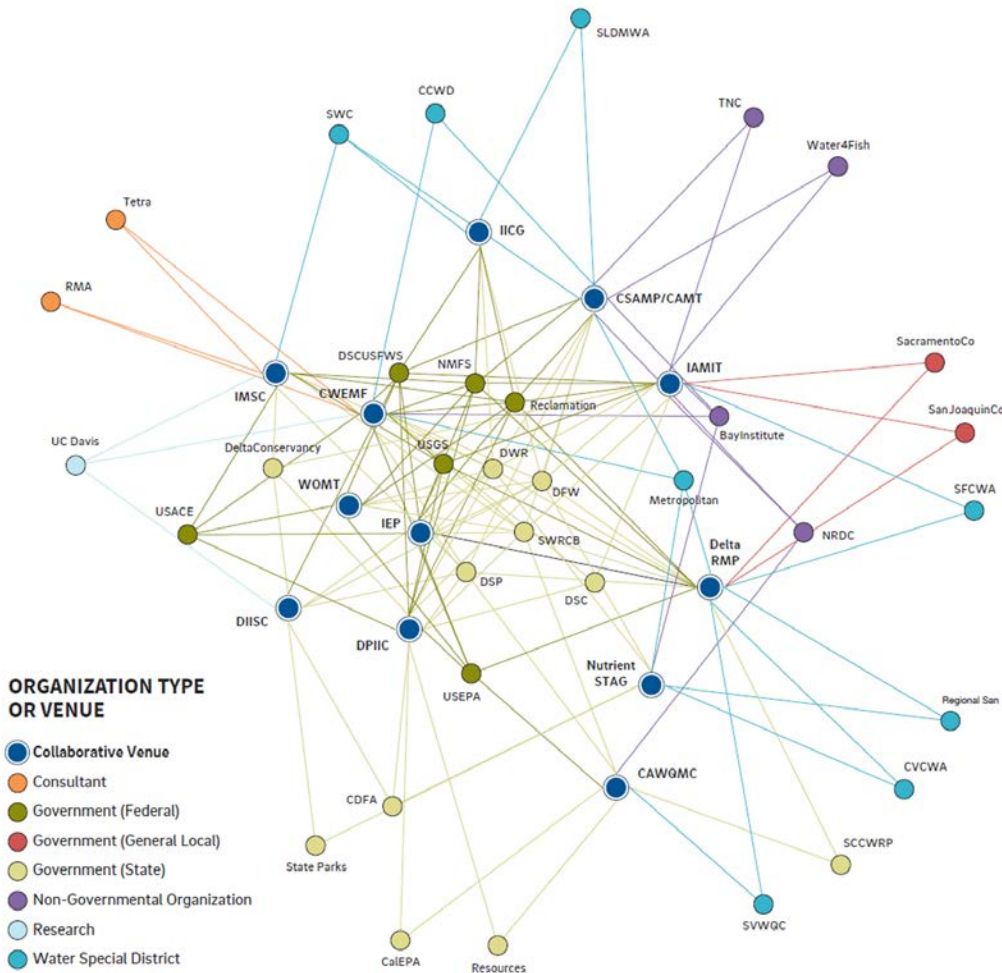 SLDMWA
CCWD
TNC
SWC
Water4Fish
Tetra
IICG
RMA
CSAMP/CAMT
SacramentoCo
DSCUSFWS
NMFS
IAMIT
IMSC
CWEMF
Reclamation
SanJoaquinCo
UC Davis
DeltaConservancy
USGS
BayInstitute
DWR
WOMT
DFW
Metropolitan
SFCWA
USACE
IEP
SWRCB
NRDC
Delta
RMP
DSP
DSC
DIISC
DPIIC
Nutrient
STAG
USEPA
ORGANIZATION TYPE
OR VENUE
Collaborative Venue
Consultant
Government (Federal)
Government (General Local)
Government (State)
Non-Governmental Organization
Research
Water Special District
Regional San
CAWQMC
CVCWA
CDFA
State Parks
SCCWRP
SVWQC
CalEPA
Resources